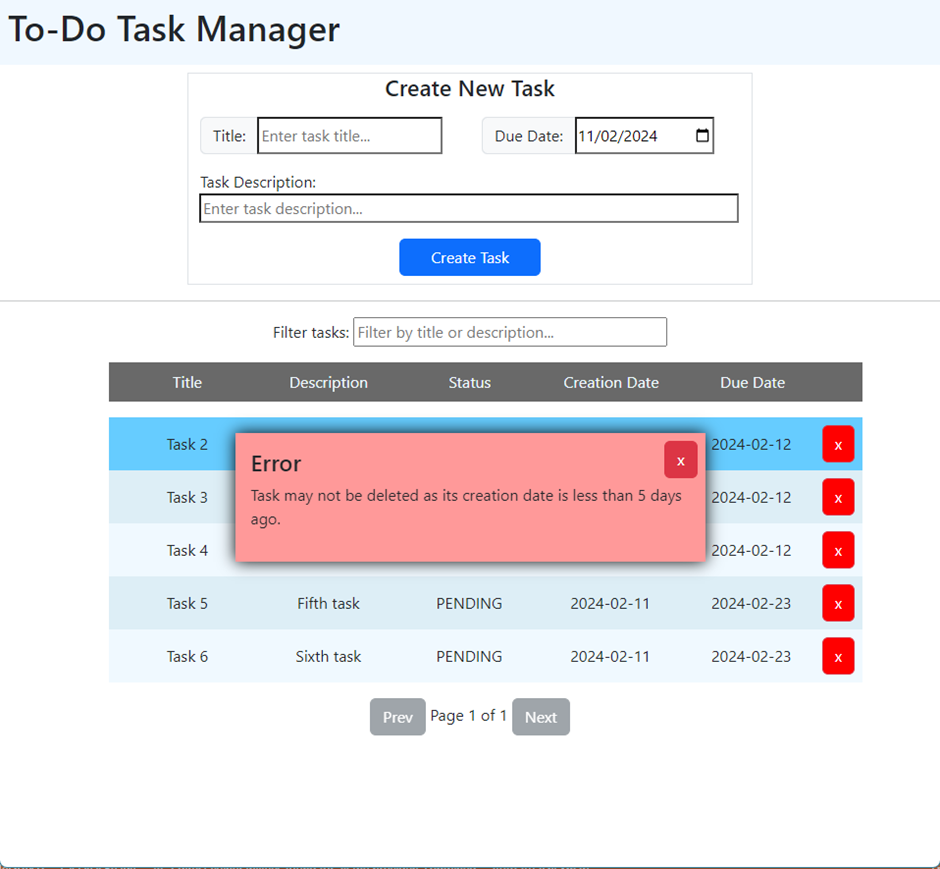 To-Do Task Manager
Create New Task
Title: Enter task title... Due Date: 11/02/2024
Task Description:
Enter task description...
Create Task
Filter tasks: Filter by title or description...
Title Description Status Creation Date Due Date
Task 2 2024-02-12 x
Error x
Task may not be deleted as its creation date is less than 5 days
ago.
Task 3 2024-02-12 x
Task 4 2024-02-12 x
Task 5 Fifth task PENDING 2024-02-11 2024-02-23 x
Task 6 Sixth task PENDING 2024-02-11 2024-02-23 x
Prev Page 1 of 1 Next